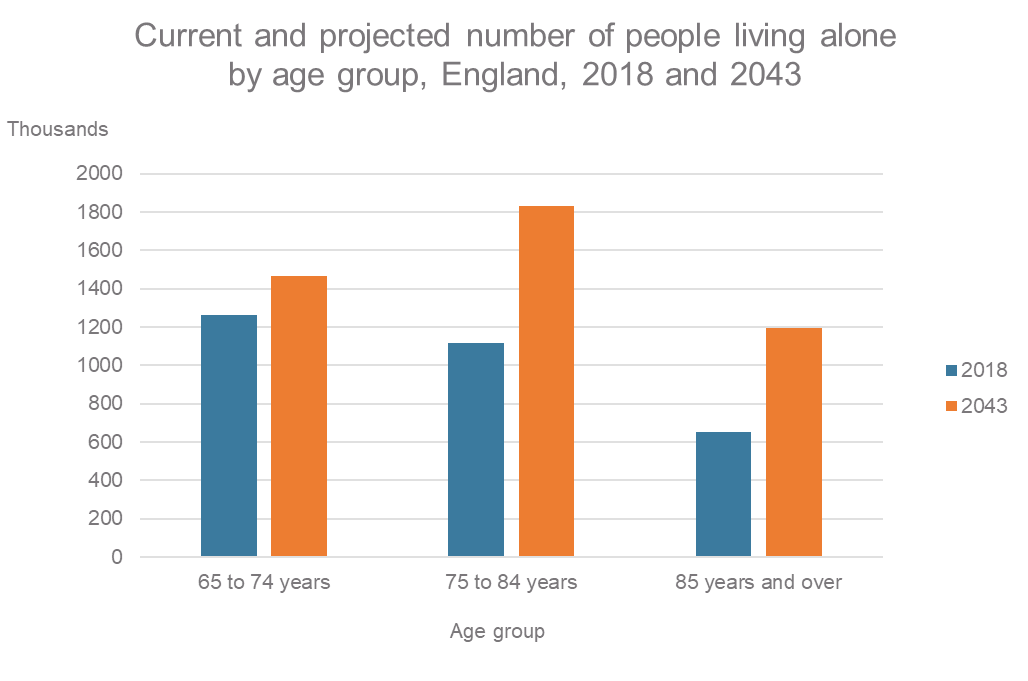 Current and projected number of people living alone
by age group, England, 2018 and 2043
Thousands
2000
1800
1600
1400
1200
1000
800
600
400
200
0
65 to 74 years
75 to 84 years
85 years and over
Age group
2018
2043